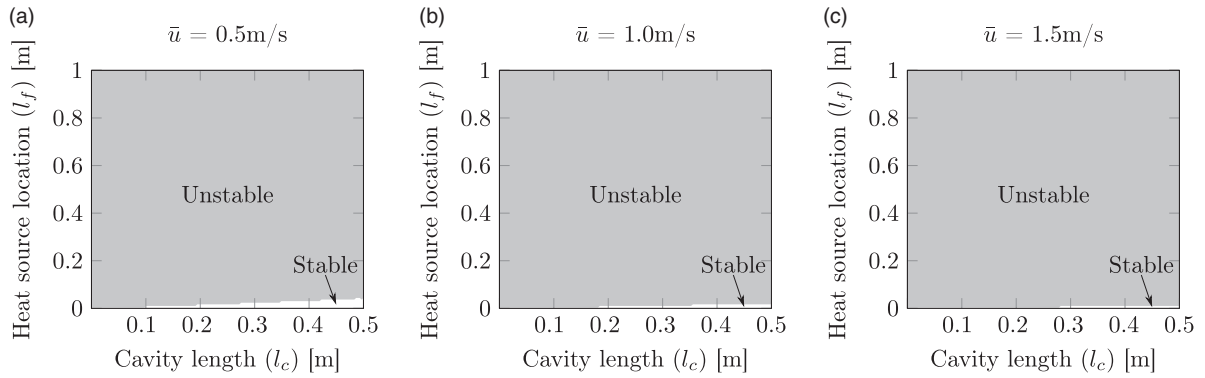 (a)
ū = 0.5m/s
Heat source location (l_f) [m]
1
0.8
0.6
0.4
0.2
0
Unstable
Stable
0.1 0.2 0.3 0.4 0.5
Cavity length (l_c) [m]
(b)
ū = 1.0m/s
Heat source location (l_f) [m]
1
0.8
0.6
0.4
0.2
0
Unstable
Stable
0.1 0.2 0.3 0.4 0.5
Cavity length (l_c) [m]
(c)
ū = 1.5m/s
Heat source location (l_f) [m]
1
0.8
0.6
0.4
0.2
0
Unstable
Stable
0.1 0.2 0.3 0.4 0.5
Cavity length (l_c) [m]